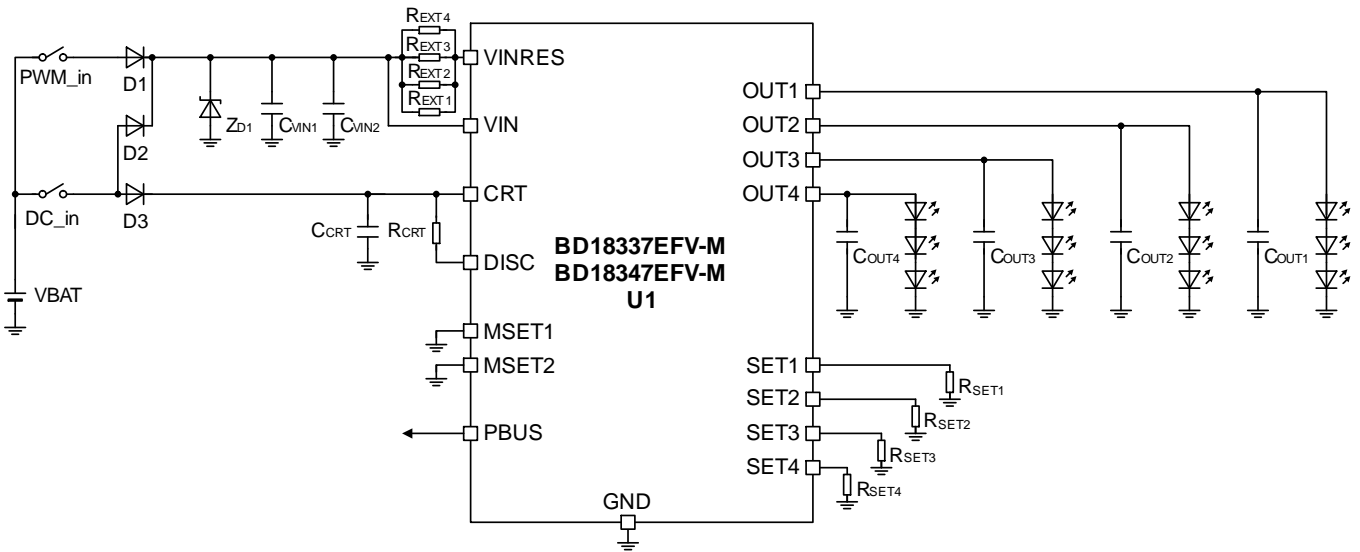 REXT4
REXT3
REXT2
REXT1
VINRES
PWM_in
D1
ZD1
CVIN1
CVIN2
VIN
D2
DC_in
D3
CRT
CCRT
RCRT
DISC
VBAT
MSET1
MSET2
PBUS
BD18337EFV-M
BD18347EFV-M
U1
GND
OUT1
OUT2
OUT3
OUT4
COUT4
COUT3
COUT2
COUT1
SET1
RSET1
SET2
RSET2
SET3
RSET3
SET4
RSET4